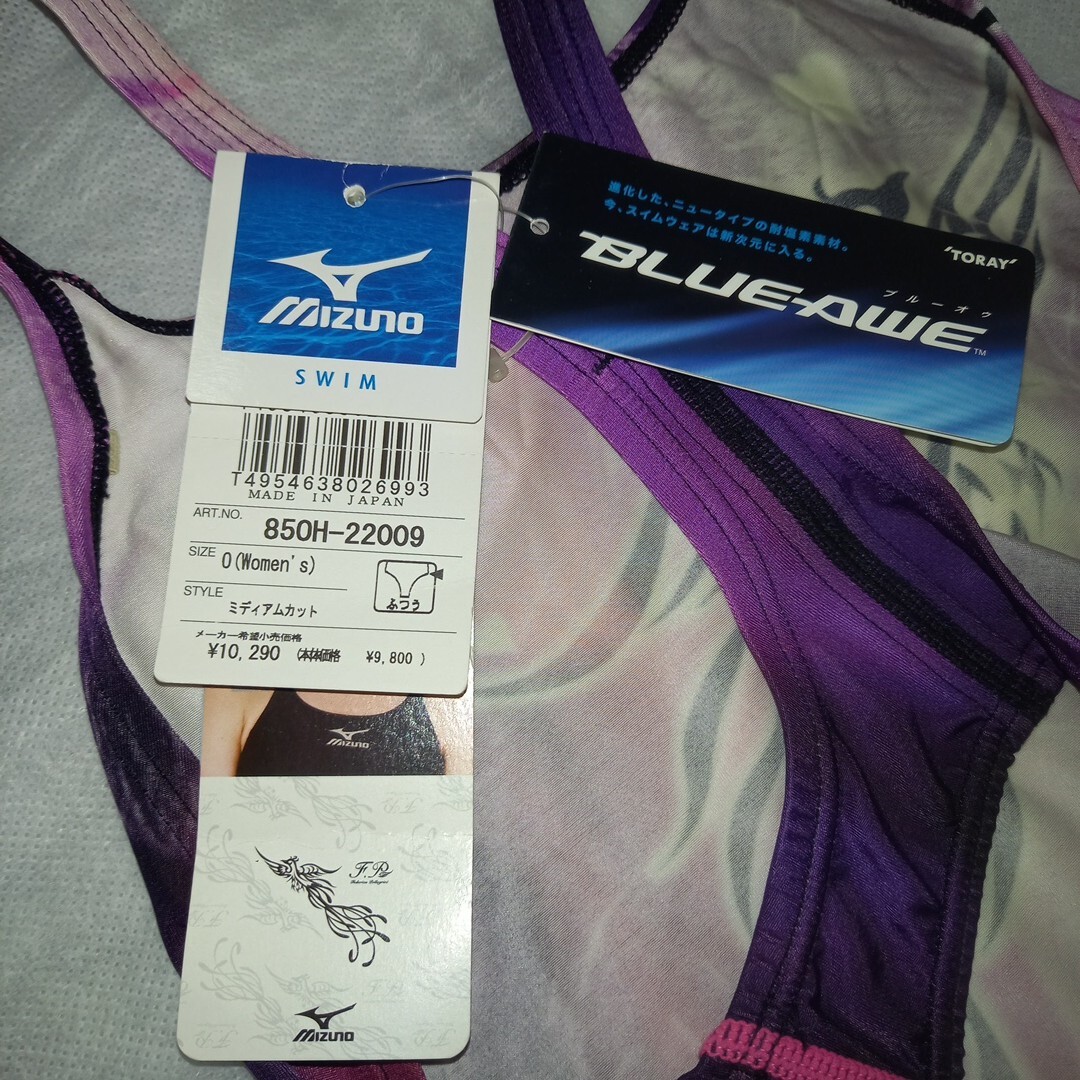 MIZUNO
SWIM
T4954638026993
MADE IN JAPAN
ART.NO. 850H-22009
SIZE 0(Women's)
STYLE ミディアムカット
ふつう
メーカー希望小売価格
¥10,290 (本体価格 ¥9,800 )
進化した、ニュータイプの耐塩素素材。
今、スイムウェアは新次元に入る。
'TORAY'
ブルーオゥ
BLUE-AWE™
MIZUNO
F.P
Federica Pellegrini
MIZUNO